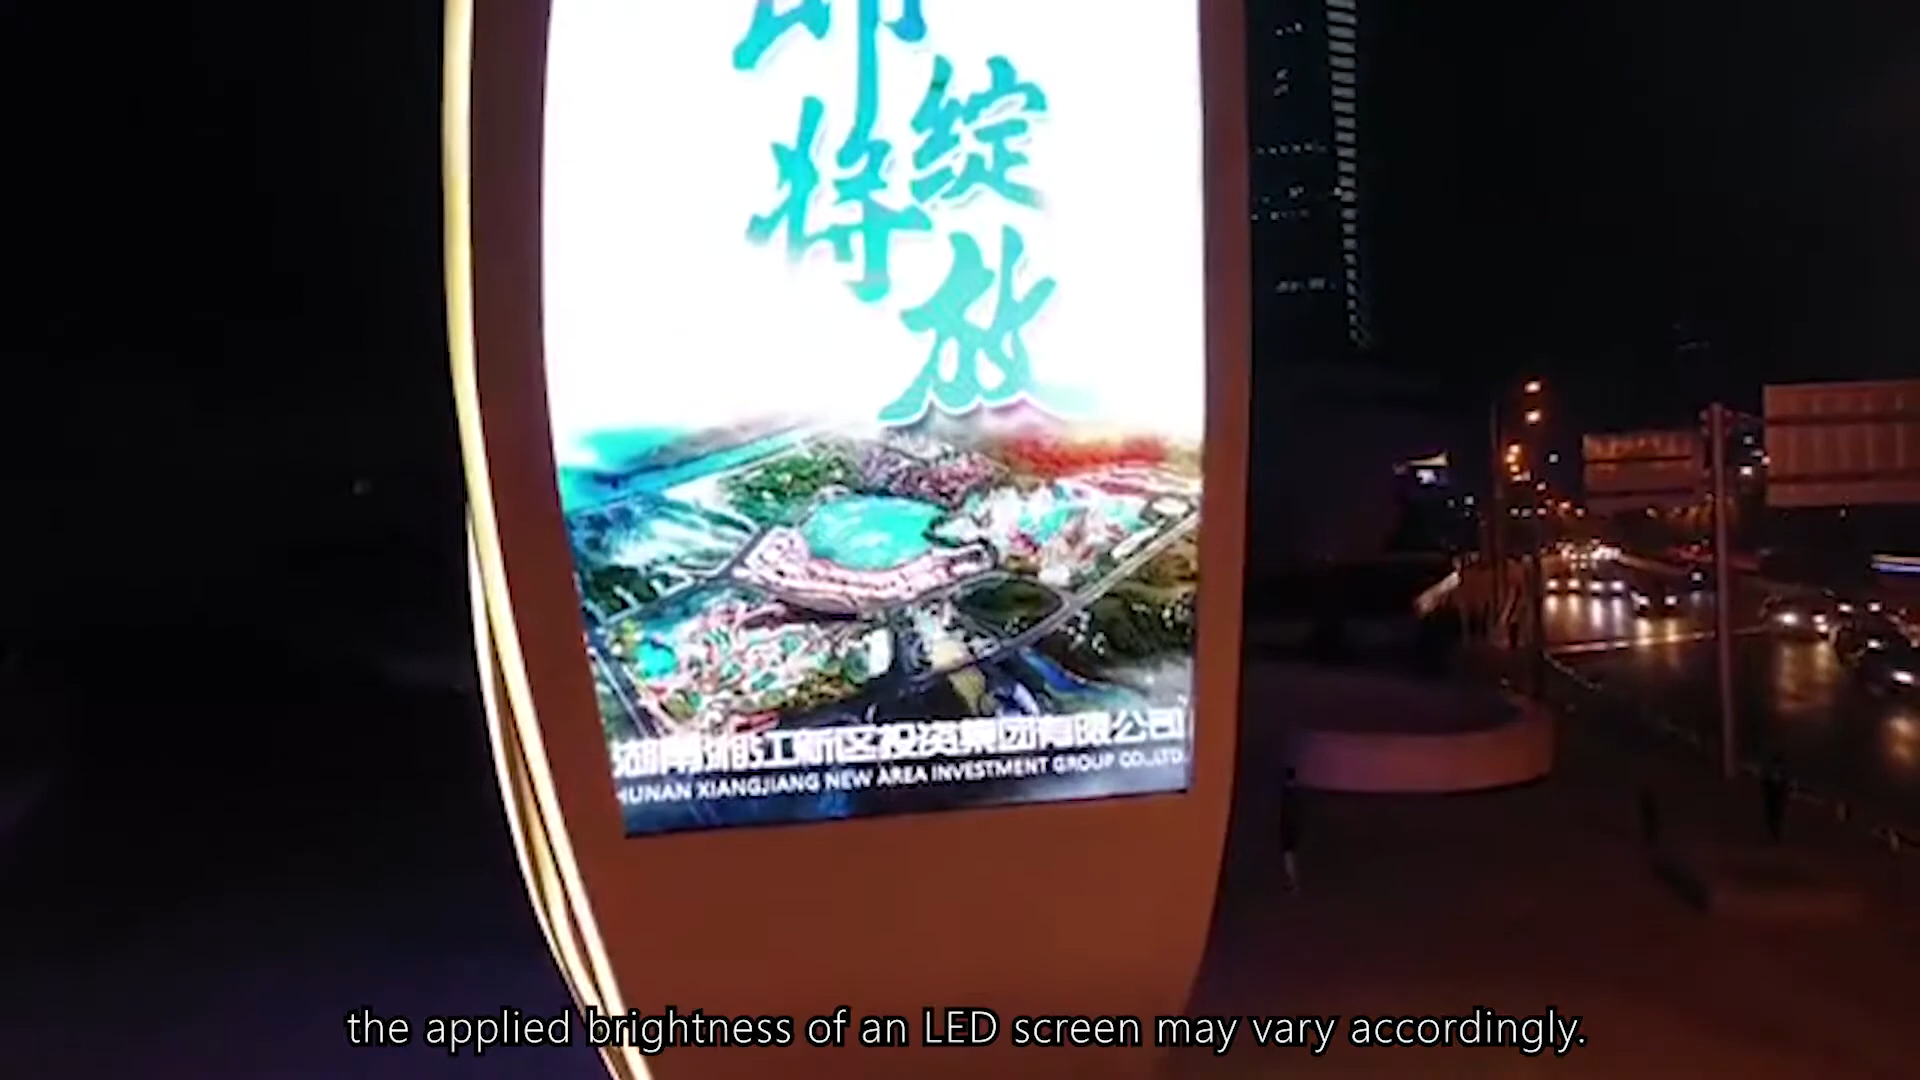 即将
绽放
湖南湘江新区投资集团有限公司
HUNAN XIANGJIANG NEW AREA INVESTMENT GROUP CO.,LTD.
the applied brightness of an LED screen may vary accordingly.